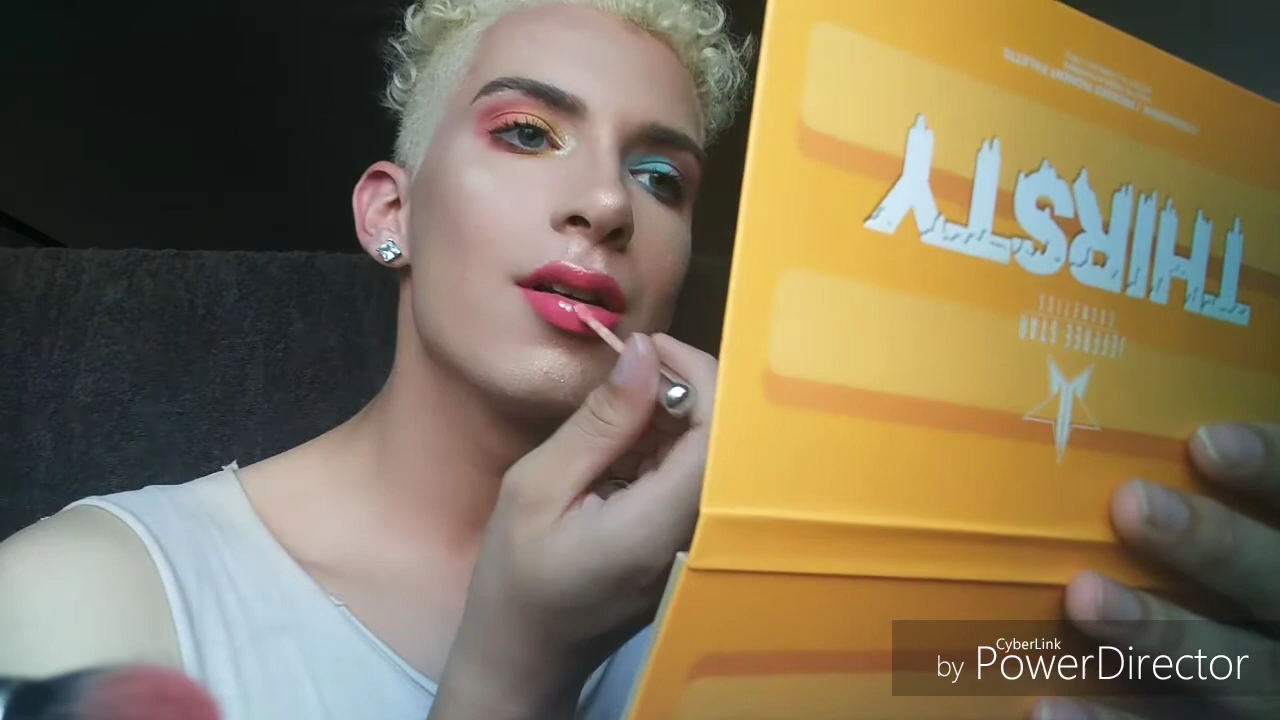 THIRSTY
JEFFREE STAR
COSMETICS
CyberLink
by PowerDirector